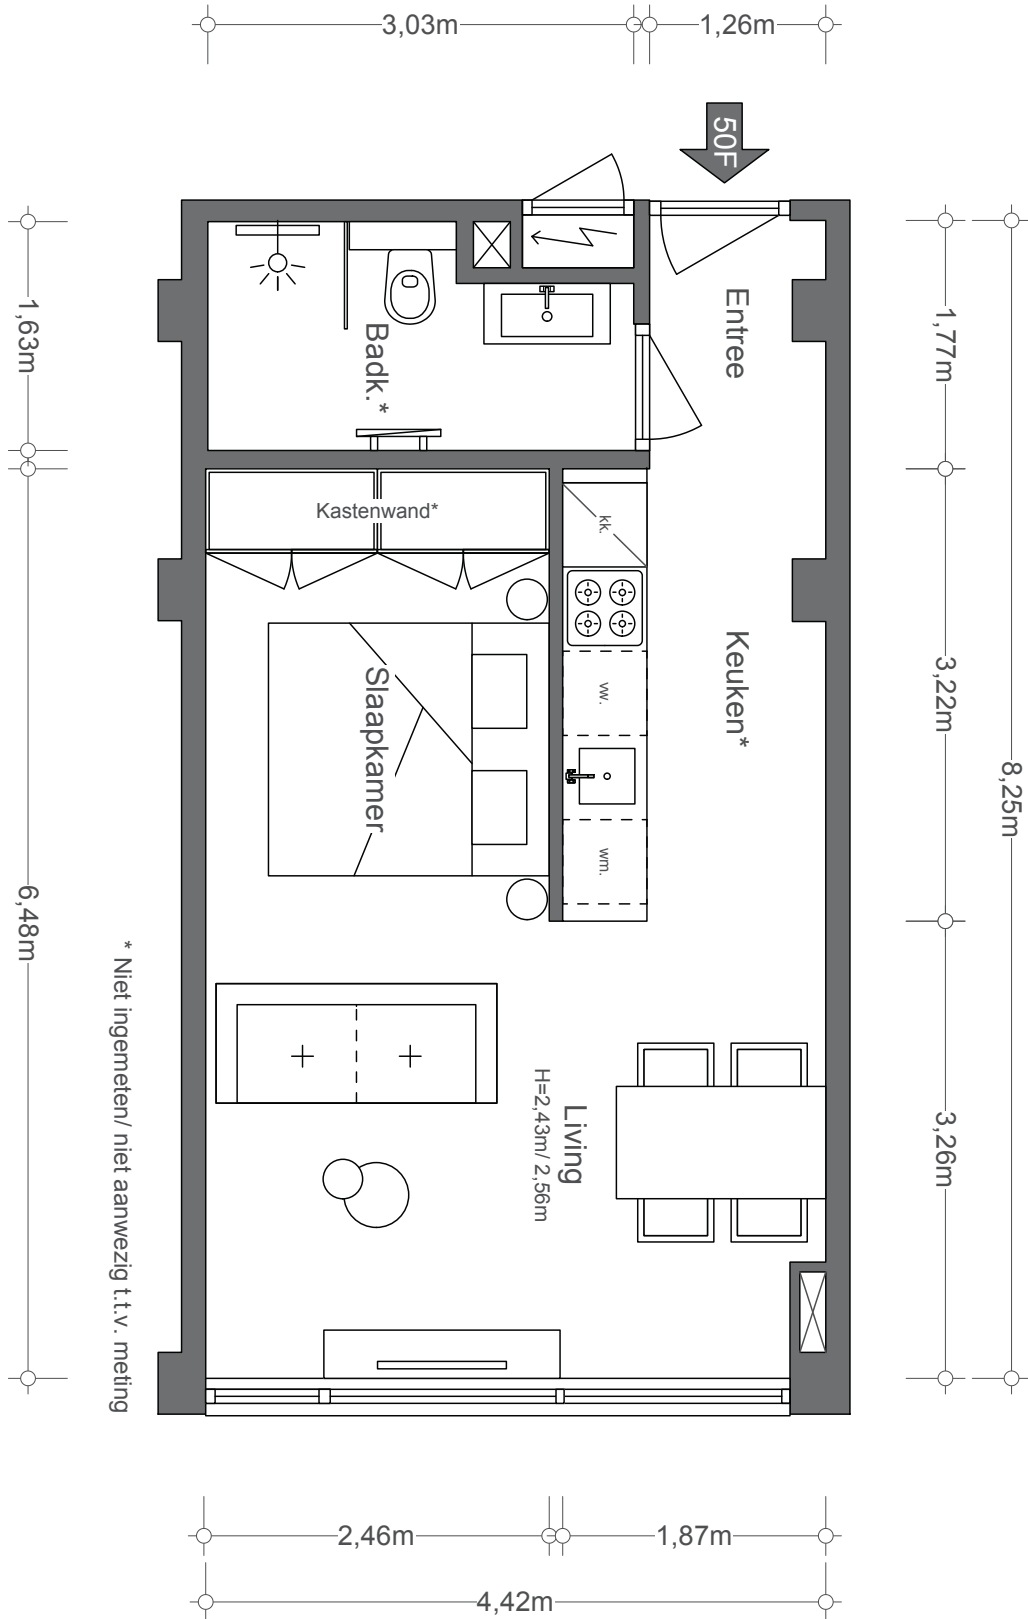 3,03m
1,26m
50F
1,63m
1,77m
Entree
Badk.*
Kastenwand*
kk.
Keuken*
vw.
Slaapkamer
wm.
3,22m
8,25m
6,48m
Living
H=2,43m/ 2,56m
3,26m
* Niet ingemeten/ niet aanwezig t.t.v. meting
2,46m
1,87m
4,42m